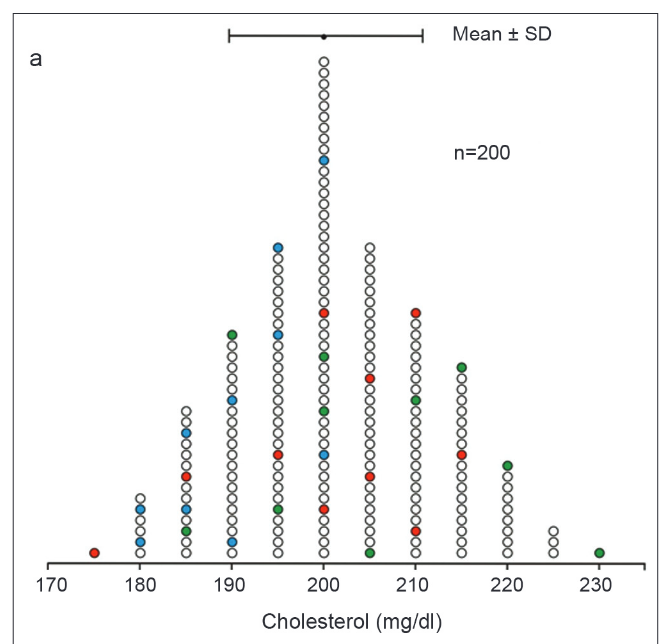 Mean ± SD
a
n=200
170 180 190 200 210 220 230
Cholesterol (mg/dl)